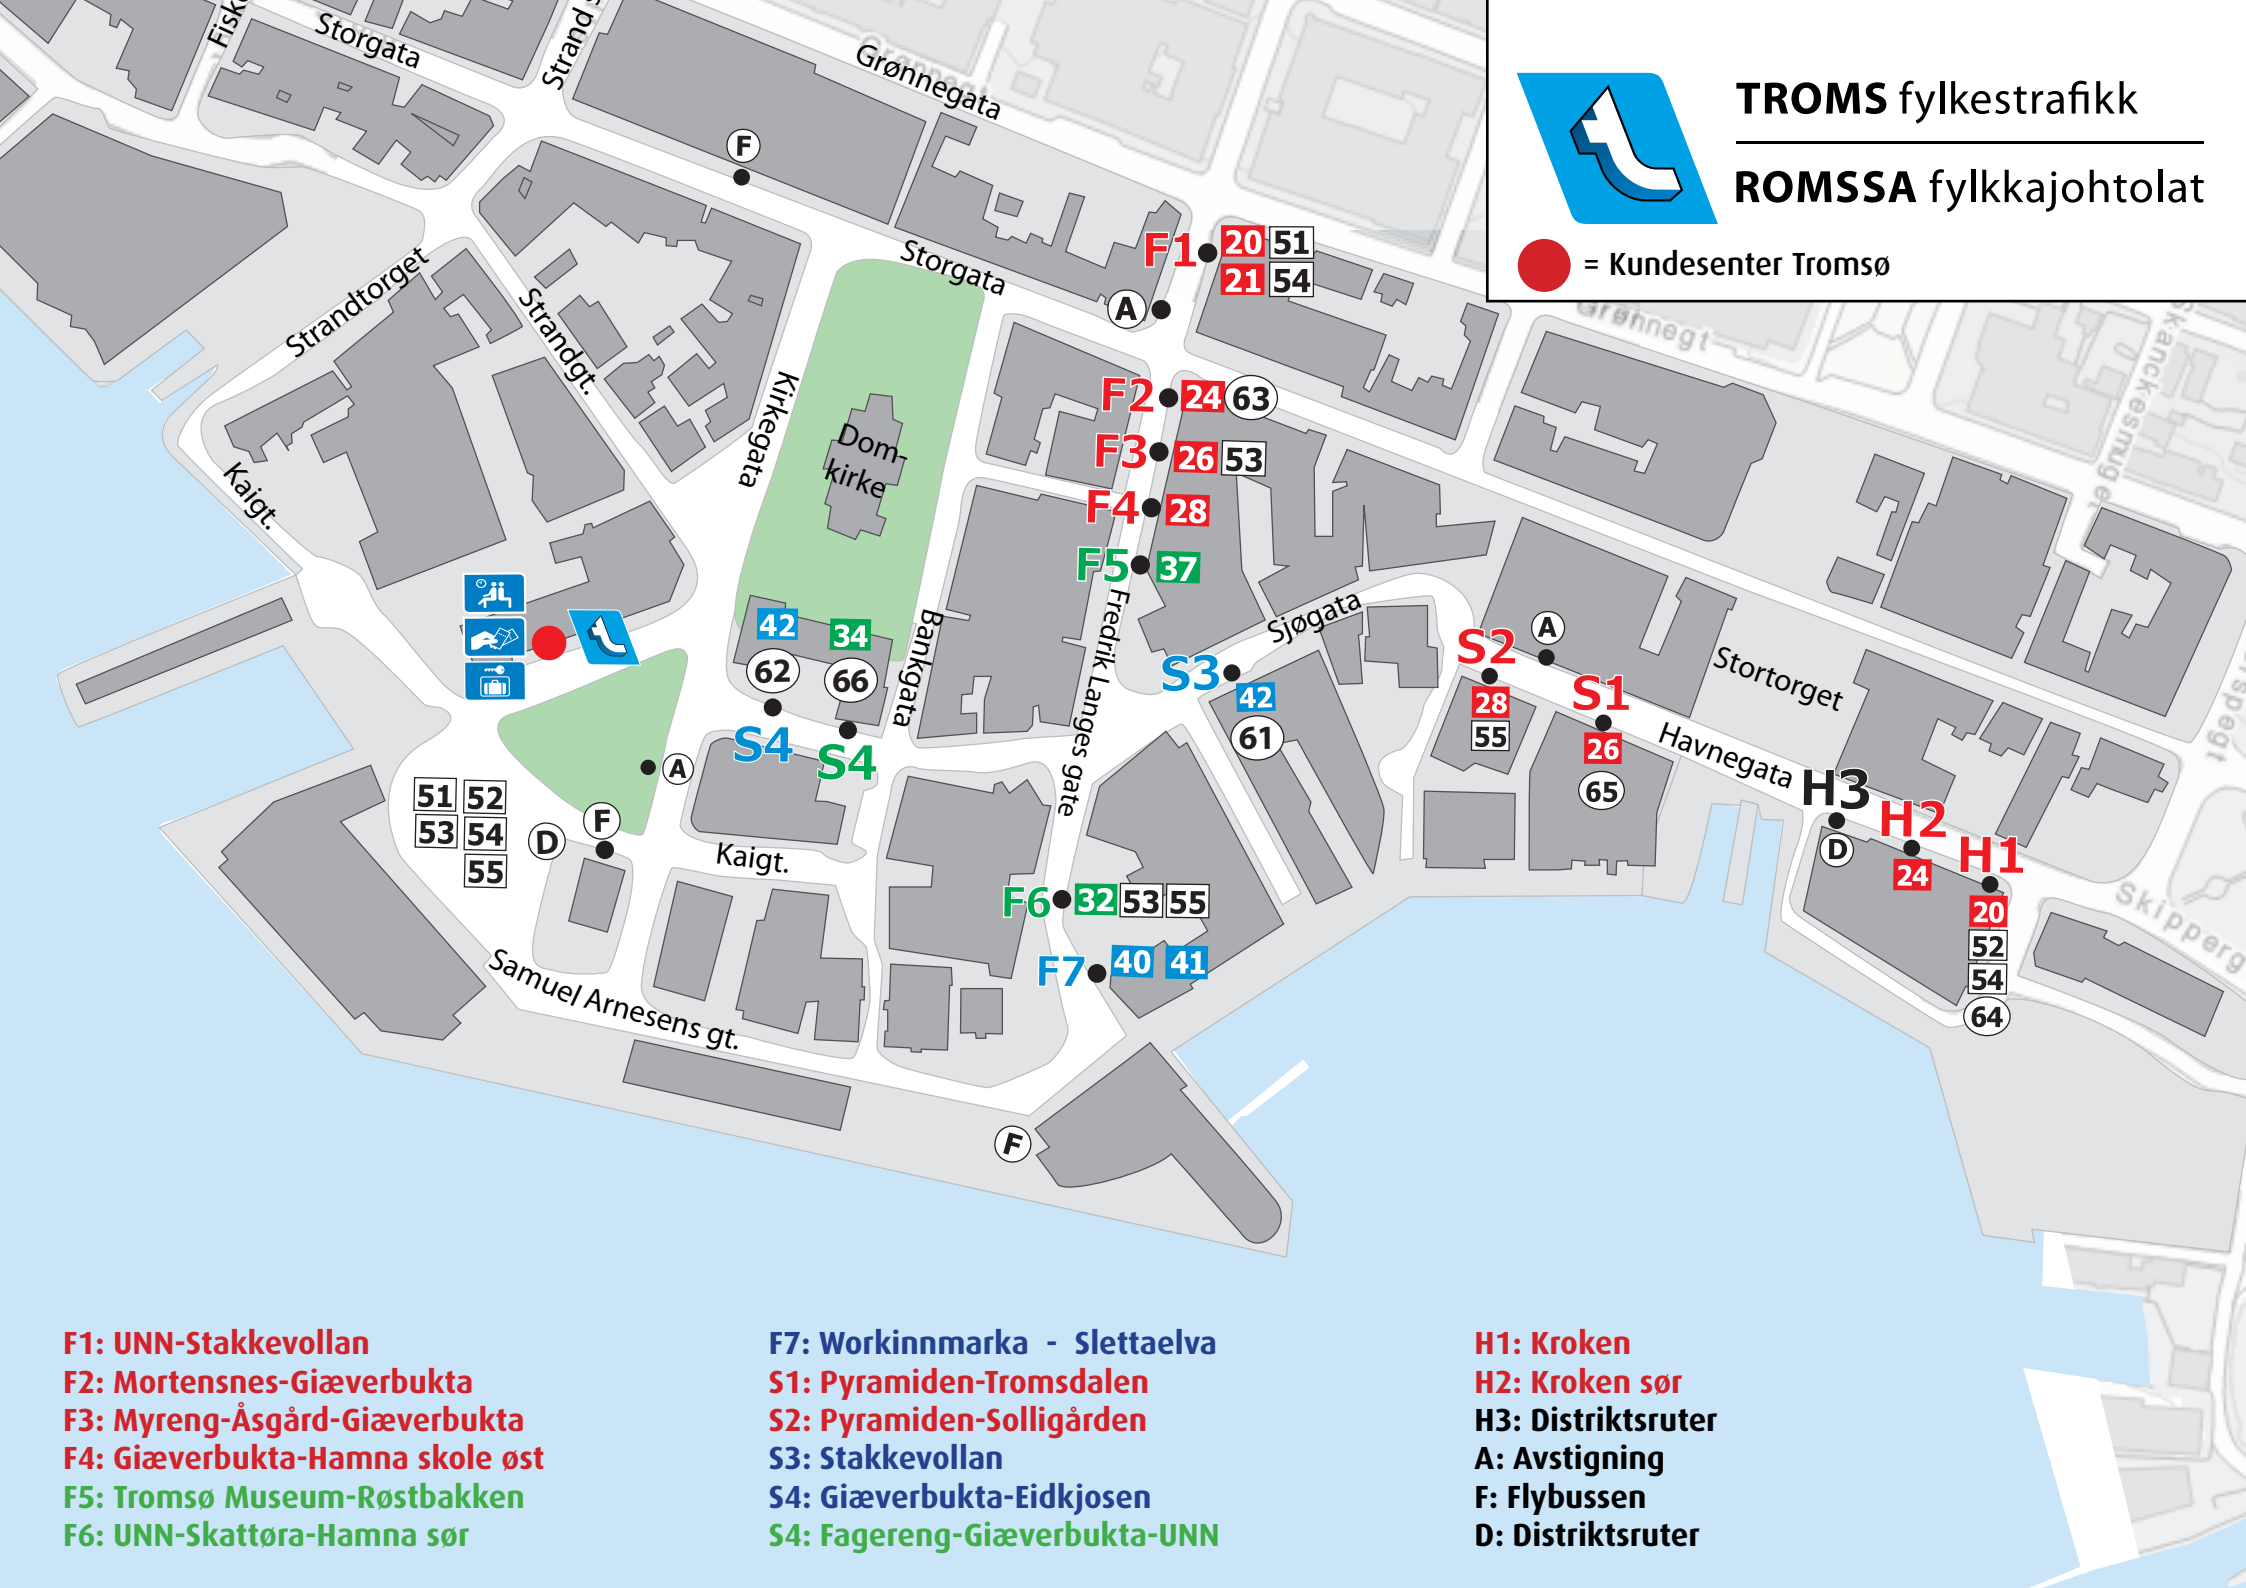 Fisk
Storgata
Strand
Grønnegata
Grønnegt
TROMS fylkestrafikk
ROMSSA fylkkajohtolat
= Kundesenter Tromsø
F
Storgata
F1 20 51
21 54
A
Grønnegt
Skanckesmuget
Strandtorget
Strandgt.
Kirkegata
Dom-
kirke
F2 24 63
F3 26 53
F4 28
F5 37
Kaigt.
Fredrik Langes gate
Sjøgata
Bankgata
42 34
62 66
S4
S4
S3
42
61
S2
28
55
A
S1
26
65
Stortorget
Havnegata
H3
D
H2
24
H1
20
52
54
64
Skipperg
A
51 52
53 54
55
D
F
Kaigt.
F6 32 53 55
F7 40 41
Samuel Arnesens gt.
F
F1: UNN-Stakkevollan
F2: Mortensnes-Giæverbukta
F3: Myreng-Åsgård-Giæverbukta
F4: Giæverbukta-Hamna skole øst
F5: Tromsø Museum-Røstbakken
F6: UNN-Skattøra-Hamna sør
F7: Workinnmarka - Slettaelva
S1: Pyramiden-Tromsdalen
S2: Pyramiden-Solligården
S3: Stakkevollan
S4: Giæverbukta-Eidkjosen
S4: Fagereng-Giæverbukta-UNN
H1: Kroken
H2: Kroken sør
H3: Distriktsruter
A: Avstigning
F: Flybussen
D: Distriktsruter